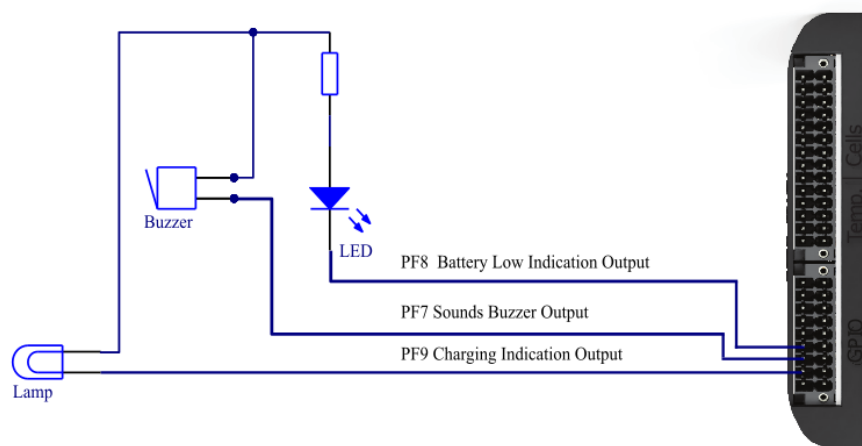 Buzzer
LED
PF8 Battery Low Indication Output
PF7 Sounds Buzzer Output
PF9 Charging Indication Output
Lamp
Cells
Temp
GPIO